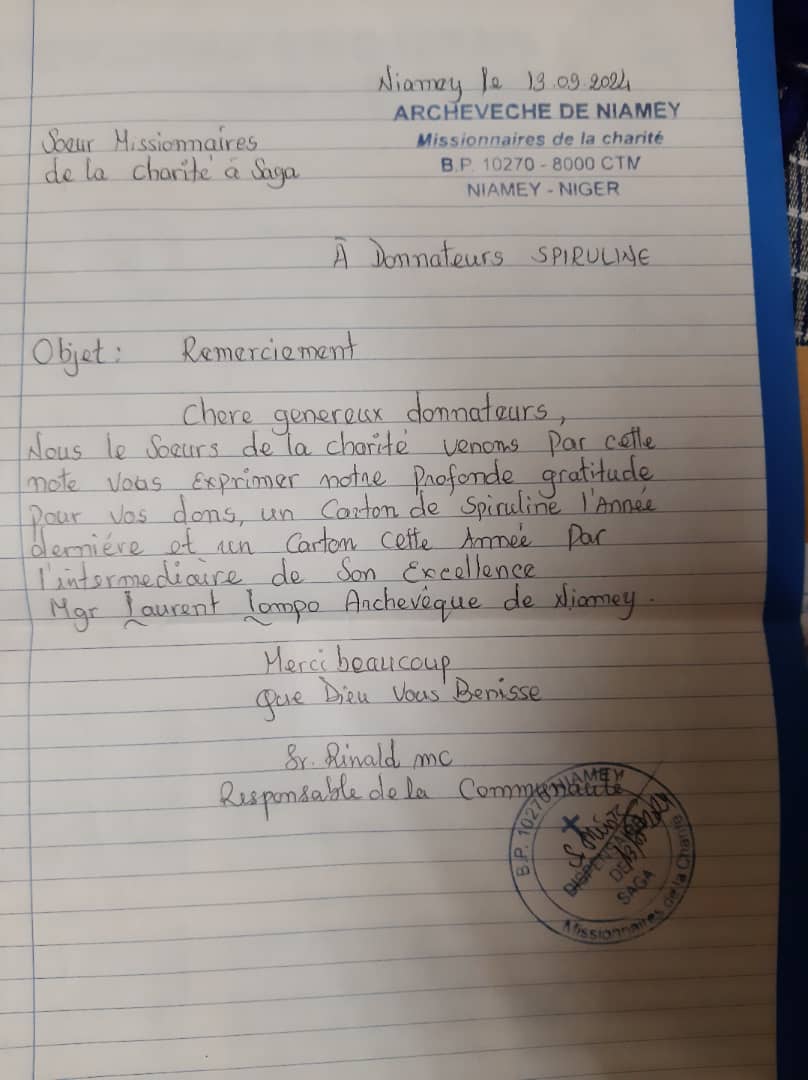 Niamey le 13.09.2024
ARCHEVECHE DE NIAMEY
Missionnaires de la charité
B.P. 10270 - 8000 CTN
NIAMEY - NIGER
Soeur Missionnaires
de la charité à Saga
À Donnateurs SPIRULINE
Objet : Remerciement
Chere genereux donnateurs,
Nous le Soeurs de la charité venons par cette
note vous exprimer notre profonde gratitude
pour vos dons, un Carton de Spiruline l'Année
derniére et un Carton cette Année Par
l'intermediaire de Son Excellence
Mgr Laurent Lompo Archevêque de Niamey.
Merci beaucoup
que Dieu Vous Benisse
Sr. Rinald mc
Responsable de la Communauté
B.P. 10270 NIAMEY
DISPENSAIRE
DE
SAGA
Missionnaires de la Charité